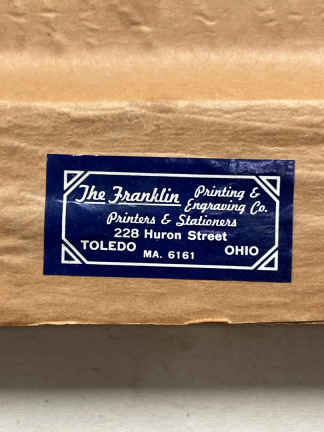 The Franklin Printing & Engraving Co.
Printers & Stationers
228 Huron Street
TOLEDO MA. 6161 OHIO